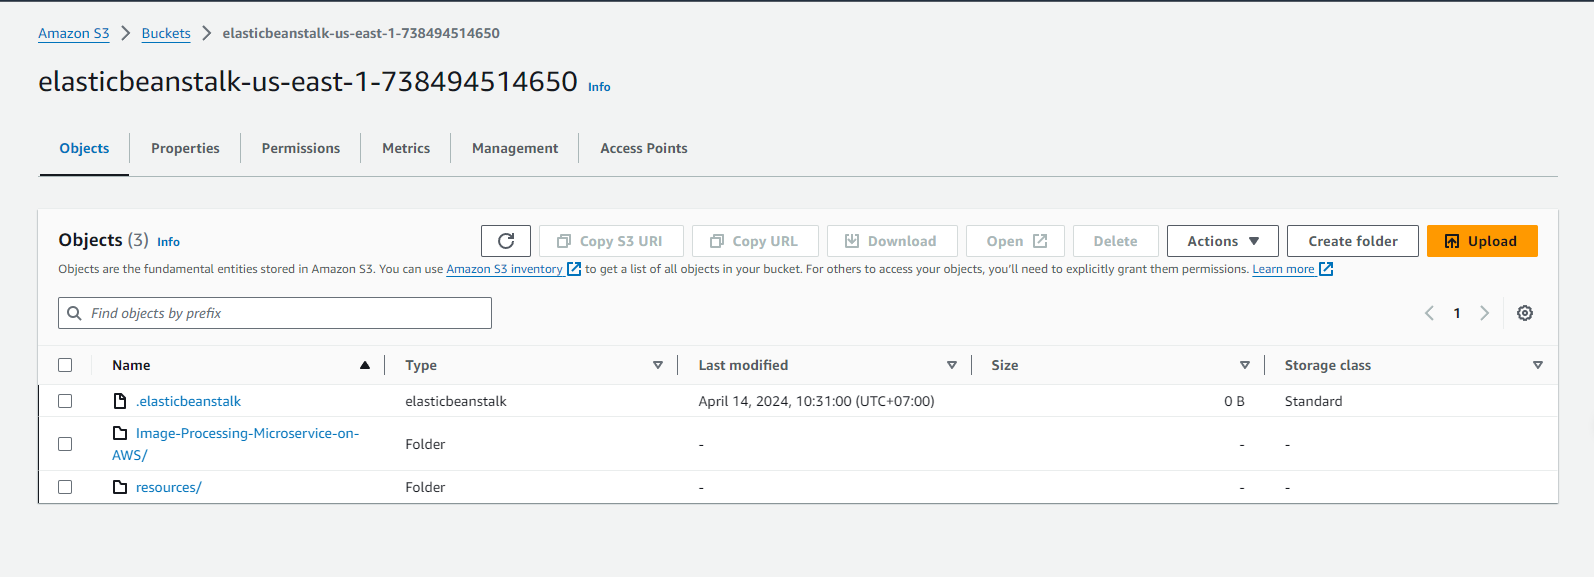 Amazon S3 > Buckets > elasticbeanstalk-us-east-1-738494514650
elasticbeanstalk-us-east-1-738494514650 Info
Objects Properties Permissions Metrics Management Access Points
Objects (3) Info Copy S3 URI Copy URL Download Open Delete Actions Create folder Upload
Objects are the fundamental entities stored in Amazon S3. You can use Amazon S3 inventory to get a list of all objects in your bucket. For others to access your objects, you'll need to explicitly grant them permissions. Learn more
Find objects by prefix 1
Name Type Last modified Size Storage class
.elasticbeanstalk elasticbeanstalk April 14, 2024, 10:31:00 (UTC+07:00) 0 B Standard
Image-Processing-Microservice-on-
AWS/ Folder - - -
resources/ Folder - - -